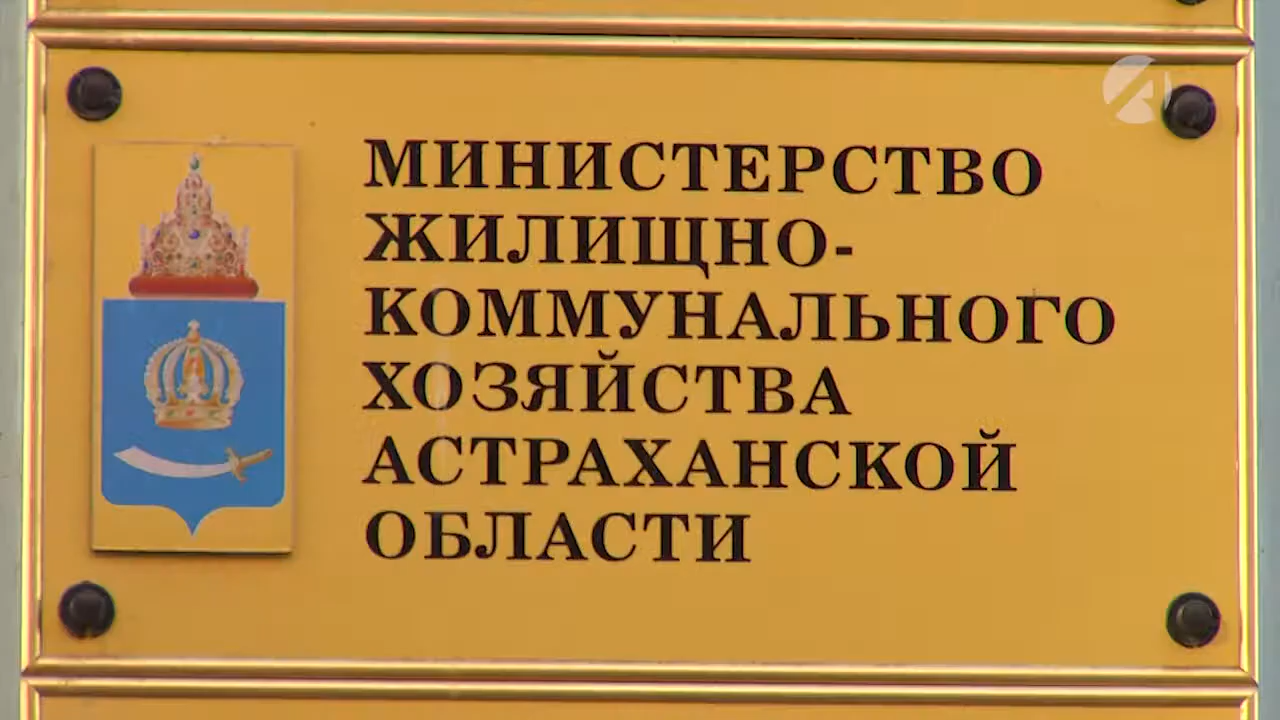 МИНИСТЕРСТВО
ЖИЛИЩНО-
КОММУНАЛЬНОГО
ХОЗЯЙСТВА
АСТРАХАНСКОЙ
ОБЛАСТИ